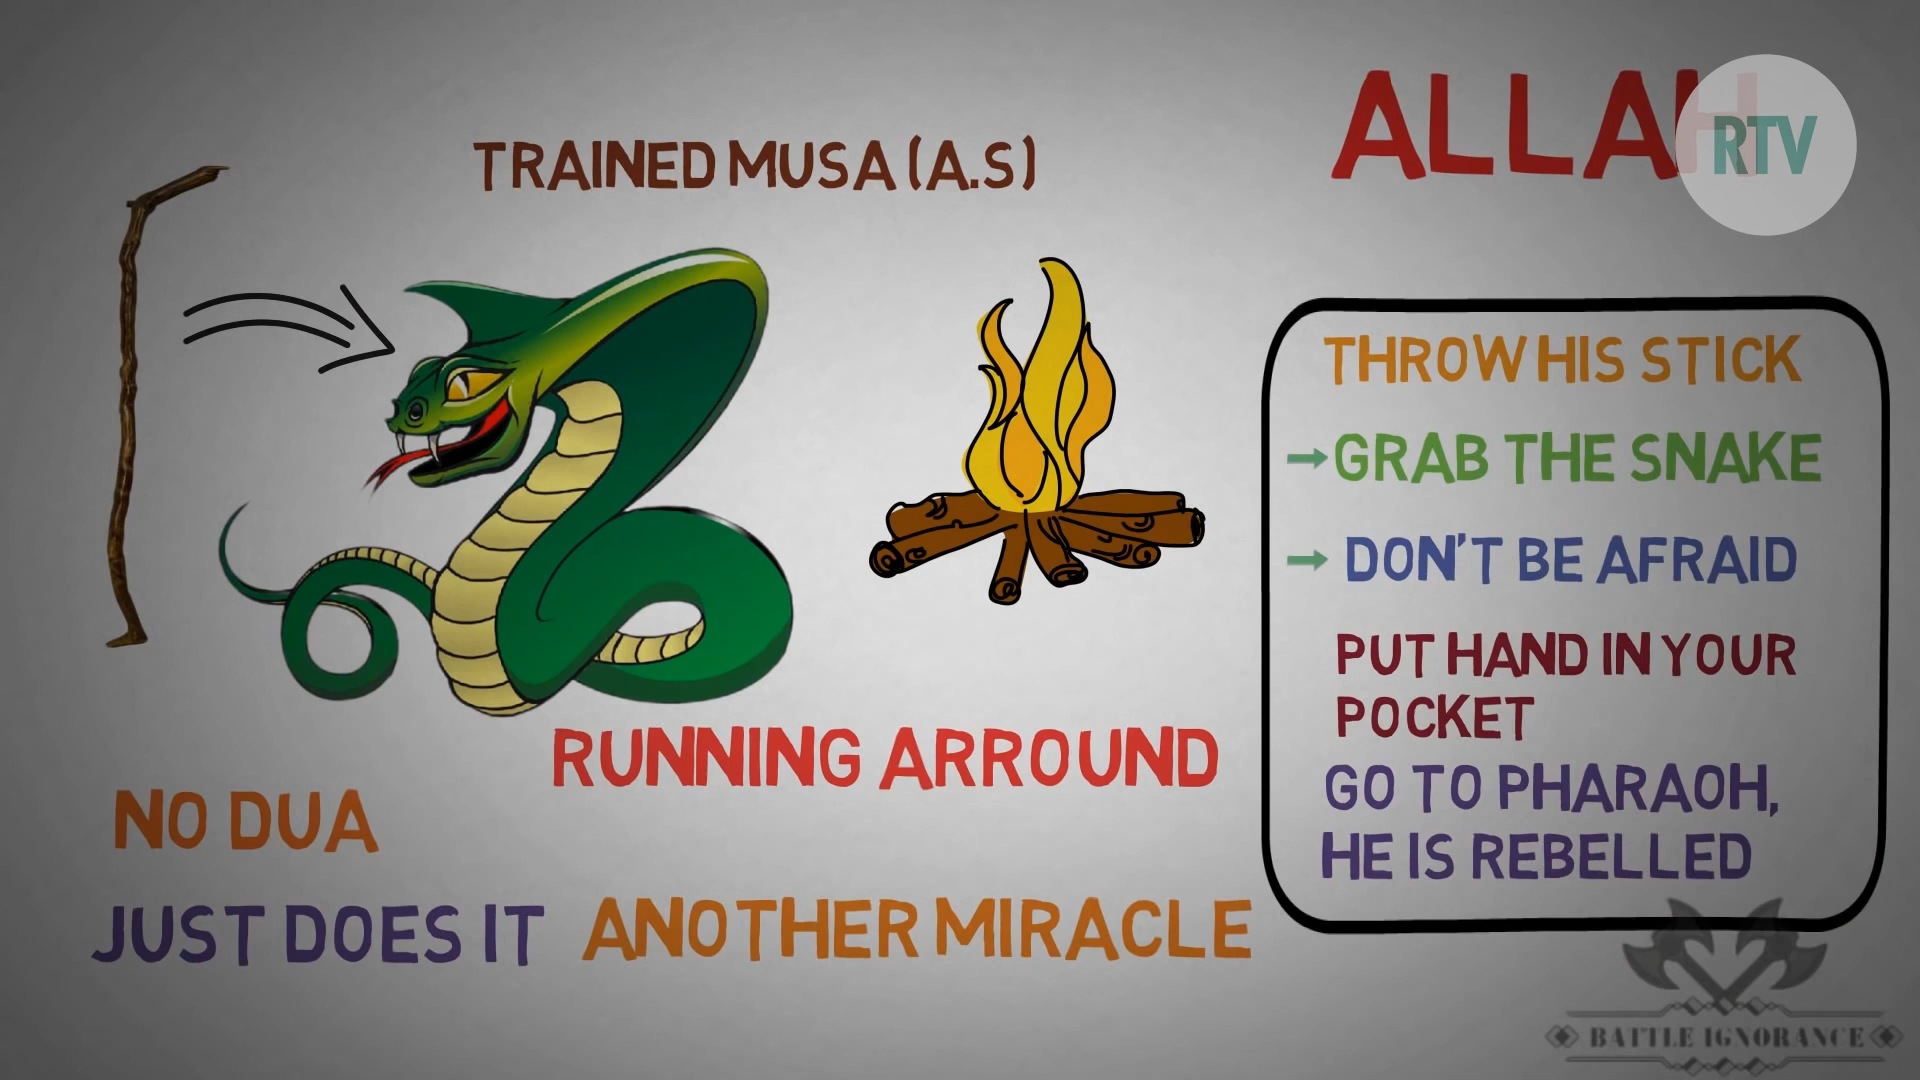 ALLAH
RTV
TRAINED MUSA (A.S)
THROW HIS STICK
GRAB THE SNAKE
DON'T BE AFRAID
PUT HAND IN YOUR
POCKET
GO TO PHARAOH,
HE IS REBELLED
RUNNING ARROUND
NO DUA
JUST DOES IT
ANOTHER MIRACLE
BATTLE IGNORANCE